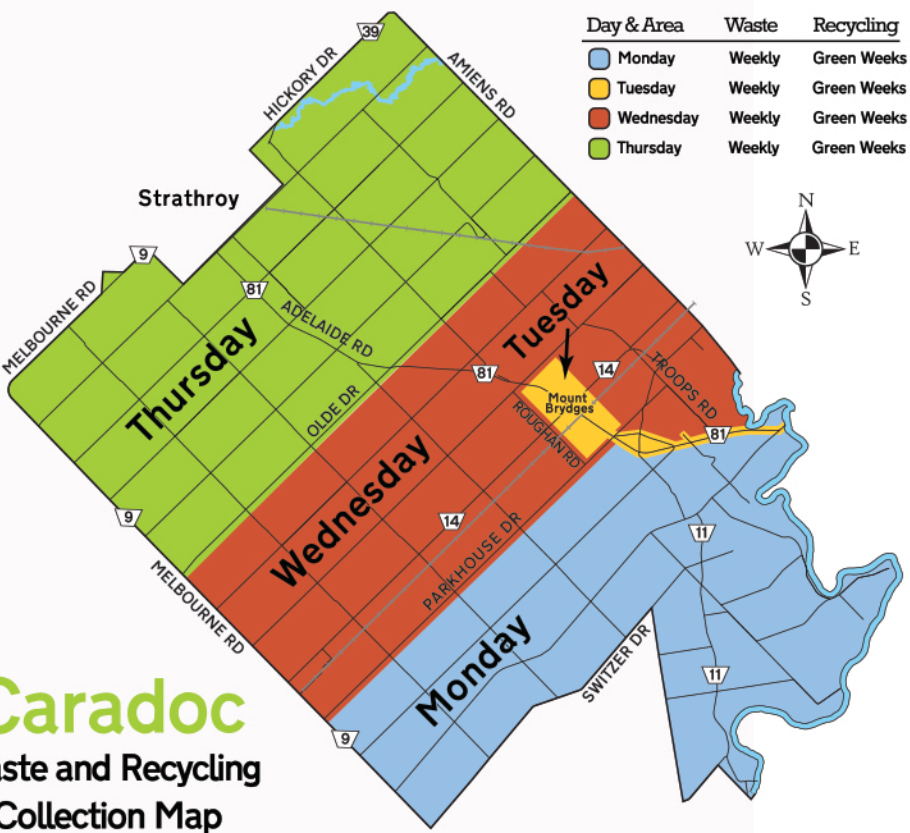 Day & Area Waste Recycling
Monday Weekly Green Weeks
Tuesday Weekly Green Weeks
Wednesday Weekly Green Weeks
Thursday Weekly Green Weeks
N
W E
S
39
HICKORY DR
AMIENS RD
Strathroy
9
MELBOURNE RD
81
ADELAIDE RD
Thursday
OLDE DR
Tuesday
81
14
TROOPS RD
Mount
Brydges
ROUGHAN RD
81
Wednesday
9
14
11
MELBOURNE RD
PARKHOUSE DR
Monday
SWITZER DR
11
9
Caradoc
aste and Recycling
Collection Map